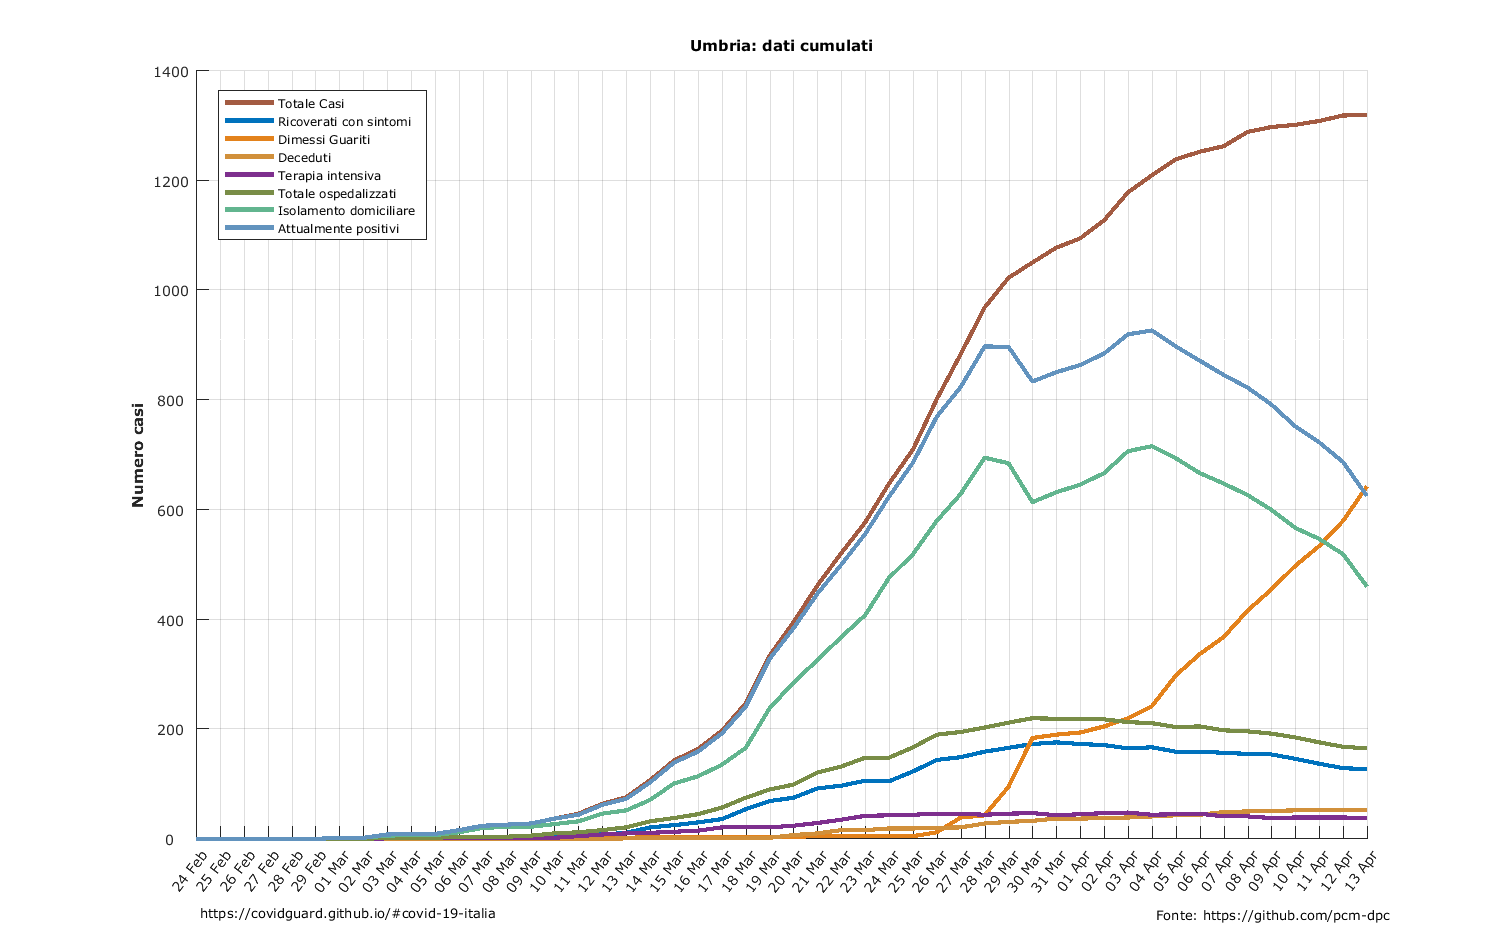 Umbria: dati cumulati
Numero casi
1400
1200
1000
800
600
400
200
0
Totale Casi
Ricoverati con sintomi
Dimessi Guariti
Deceduti
Terapia intensiva
Totale ospedalizzati
Isolamento domiciliare
Attualmente positivi
24 Feb
25 Feb
26 Feb
27 Feb
28 Feb
29 Feb
01 Mar
02 Mar
03 Mar
04 Mar
05 Mar
06 Mar
07 Mar
08 Mar
09 Mar
10 Mar
11 Mar
12 Mar
13 Mar
14 Mar
15 Mar
16 Mar
17 Mar
18 Mar
19 Mar
20 Mar
21 Mar
22 Mar
23 Mar
24 Mar
25 Mar
26 Mar
27 Mar
28 Mar
29 Mar
30 Mar
31 Mar
01 Apr
02 Apr
03 Apr
04 Apr
05 Apr
06 Apr
07 Apr
08 Apr
09 Apr
10 Apr
11 Apr
12 Apr
13 Apr
https://covidguard.github.io/#covid-19-italia
Fonte: https://github.com/pcm-dpc